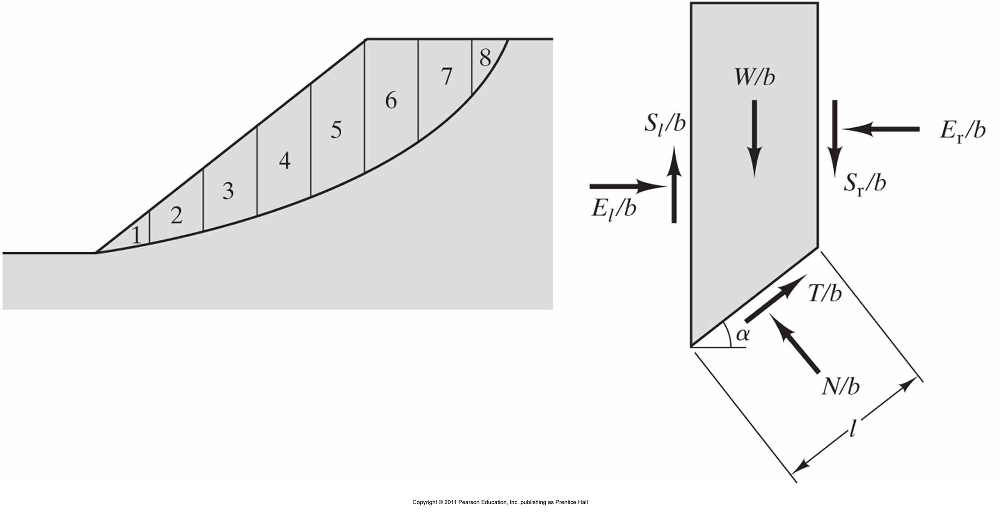 1
2
3
4
5
6
7
8
W/b
S_l/b
E_l/b
E_r/b
S_r/b
T/b
α
N/b
l
Copyright © 2011 Pearson Education, Inc. publishing as Prentice Hall